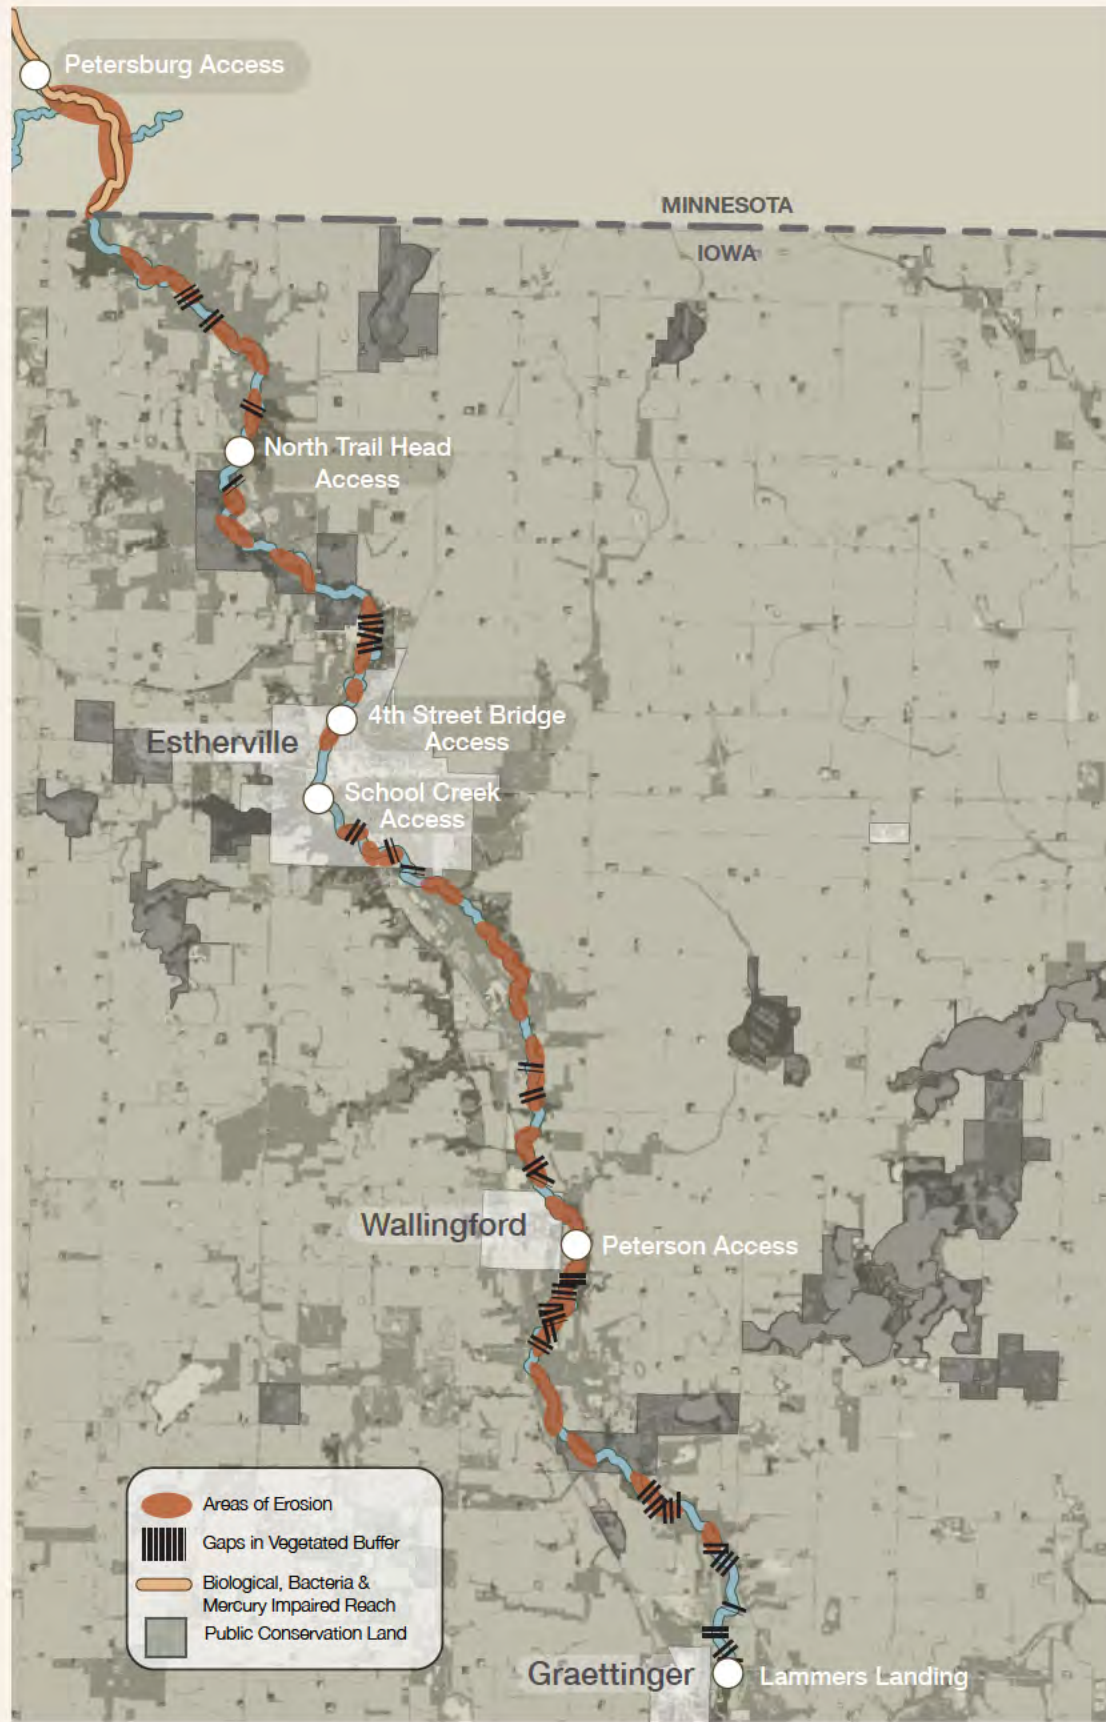 Petersburg Access
MINNESOTA
IOWA
North Trail Head
Access
4th Street Bridge
Access
Estherville
School Creek
Access
Wallingford
Peterson Access
Areas of Erosion
Gaps in Vegetated Buffer
Biological, Bacteria &
Mercury Impaired Reach
Public Conservation Land
Graettinger
Lammers Landing